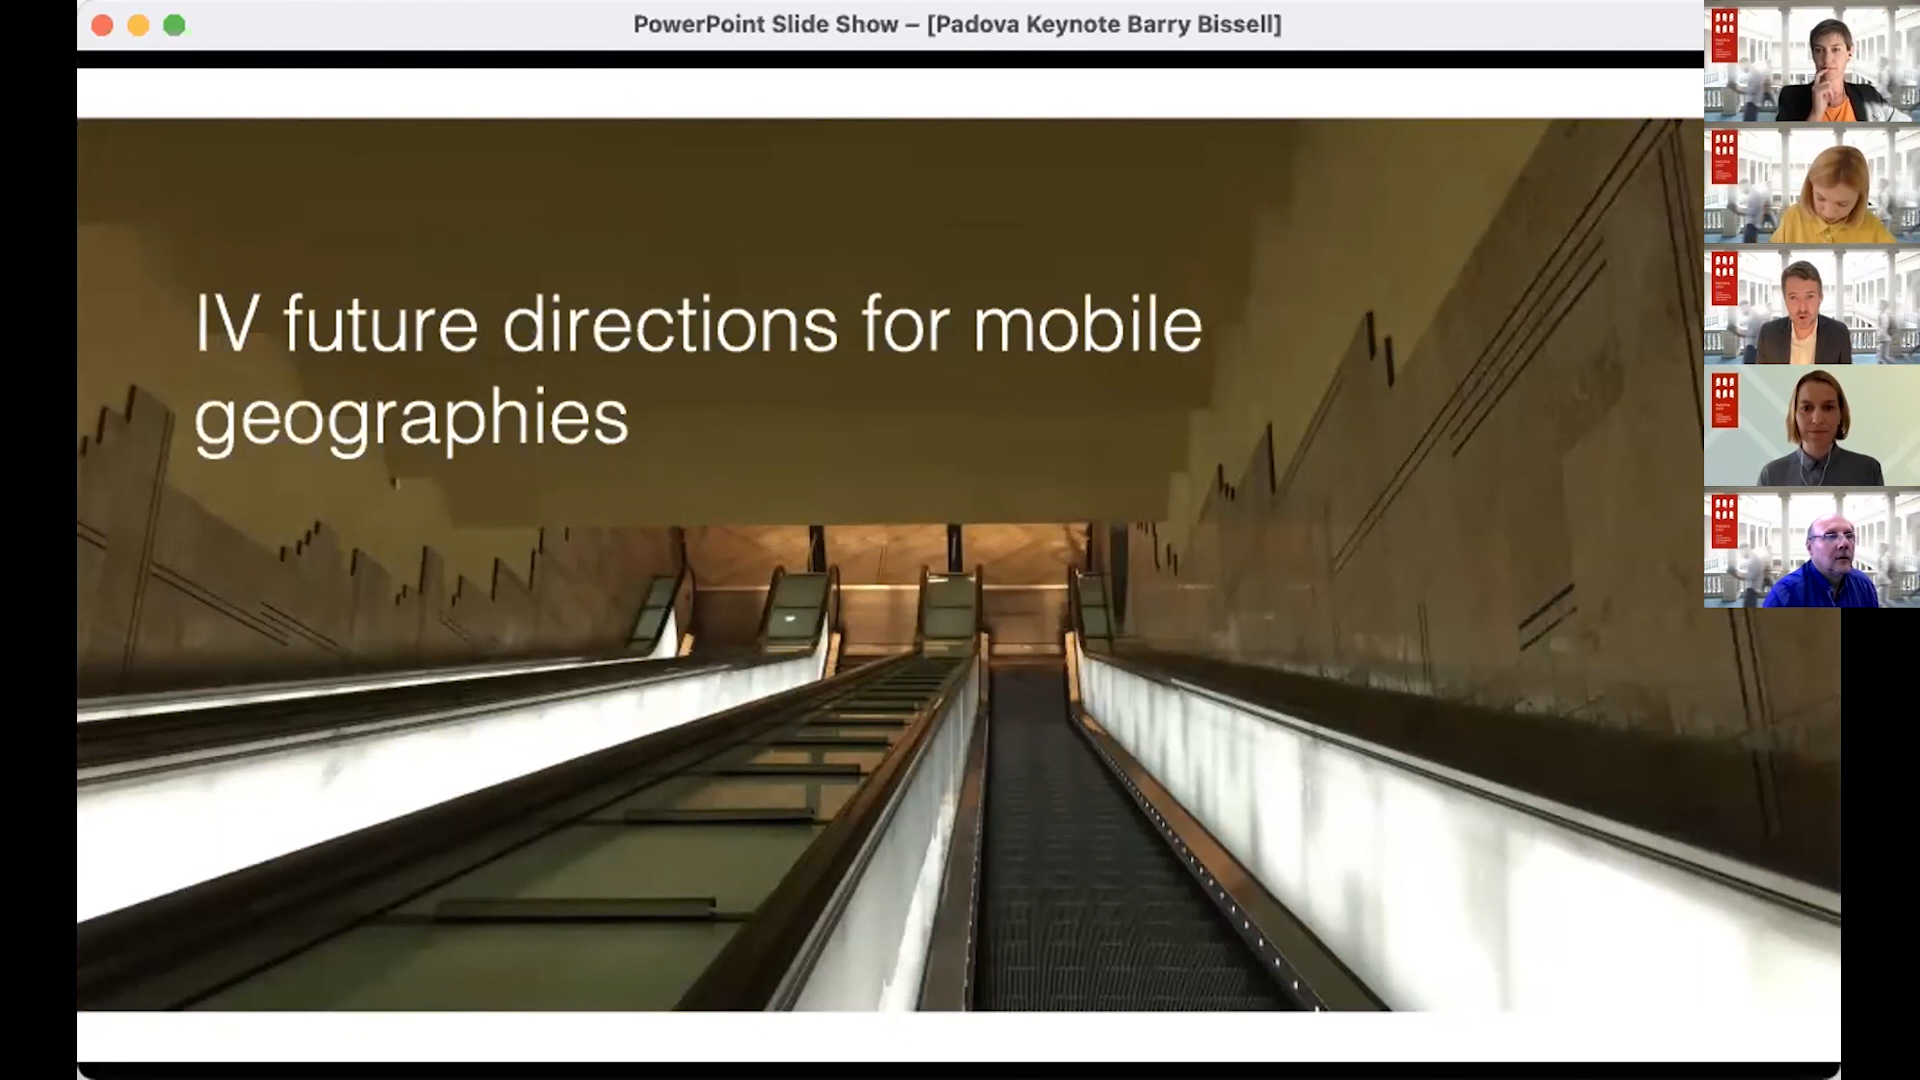 PowerPoint Slide Show – [Padova Keynote Barry Bissell]
IV future directions for mobile
geographies